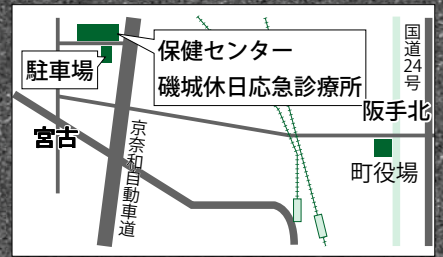 保健センター
磯城休日応急診療所
駐車場
国道24号
阪手北
宮古
京奈和自動車道
町役場